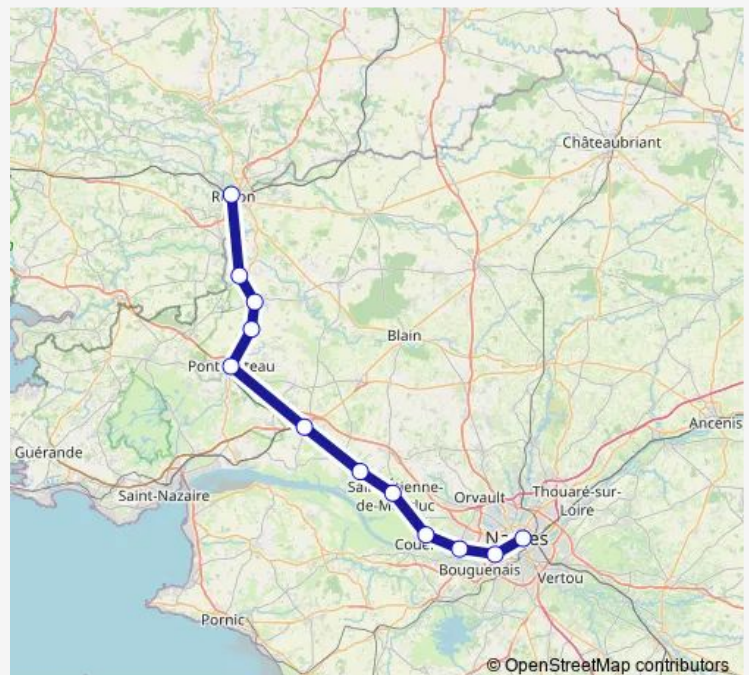 Châteaubriant
Blain
Guérande
Ancenis
Saint-Nazaire
Orvault
Thouaré-sur-
Loire
Bouguenais
Vertou
Pornic
© OpenStreetMap contributors